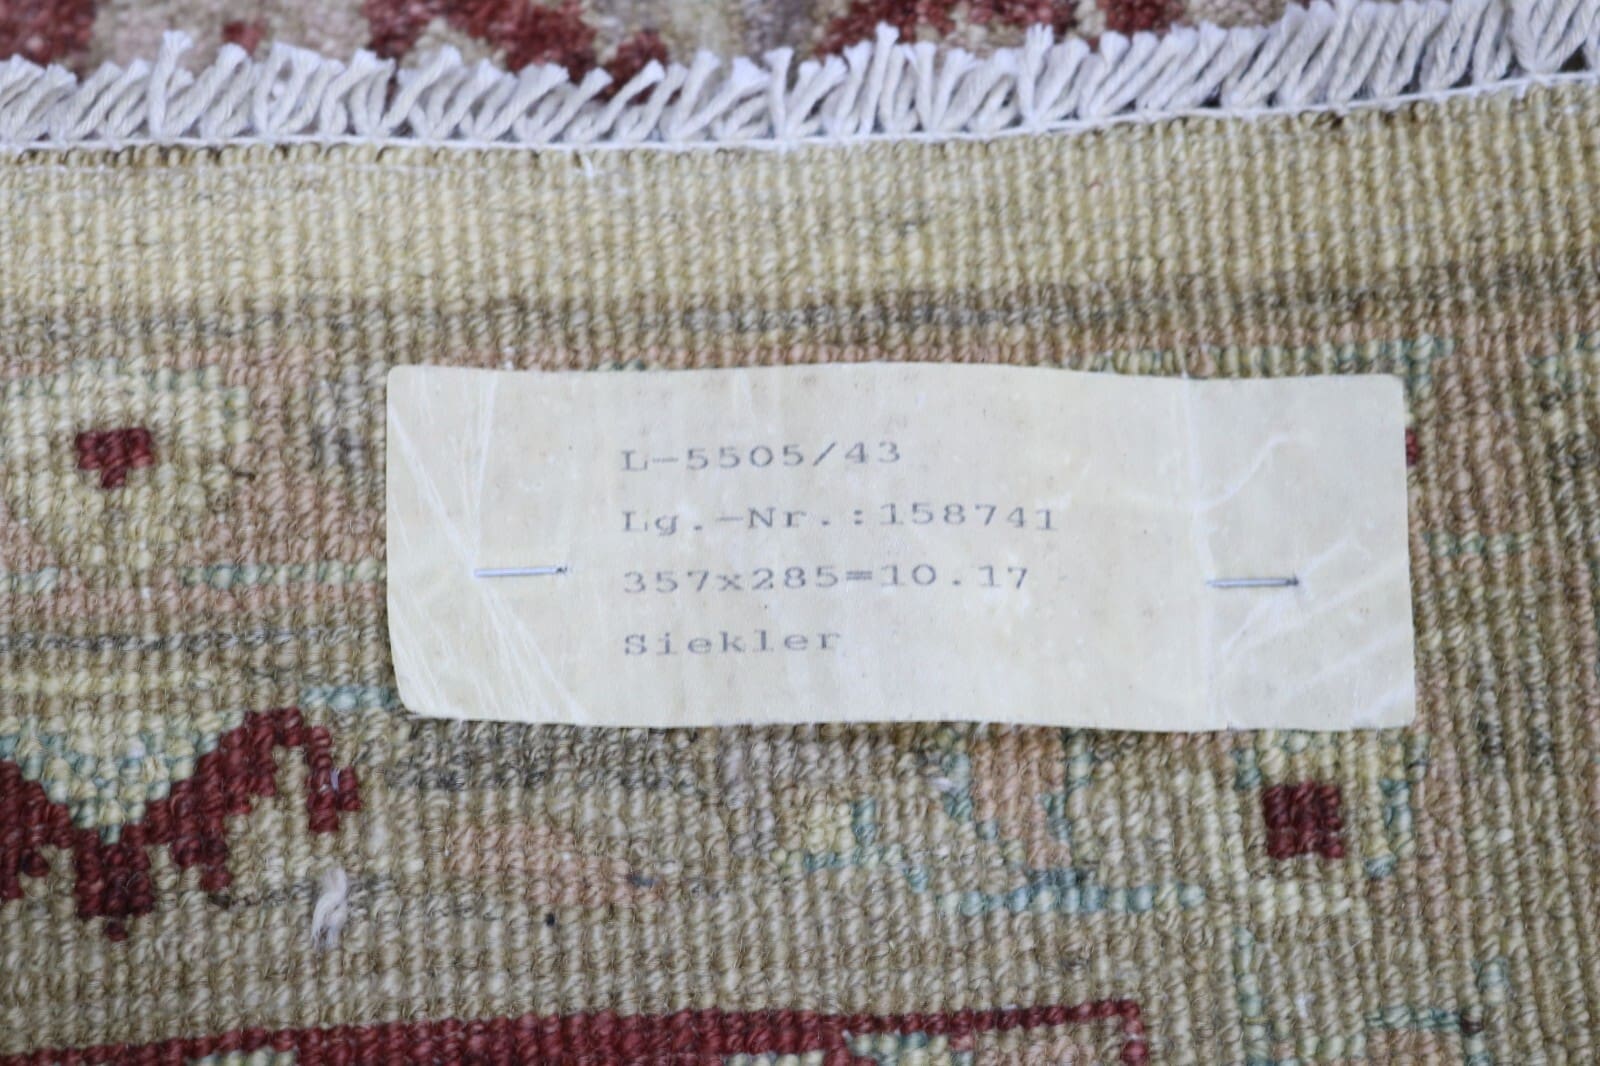 L-5505/43
Lg.-Nr.:158741
357x285=10.17
Siekler